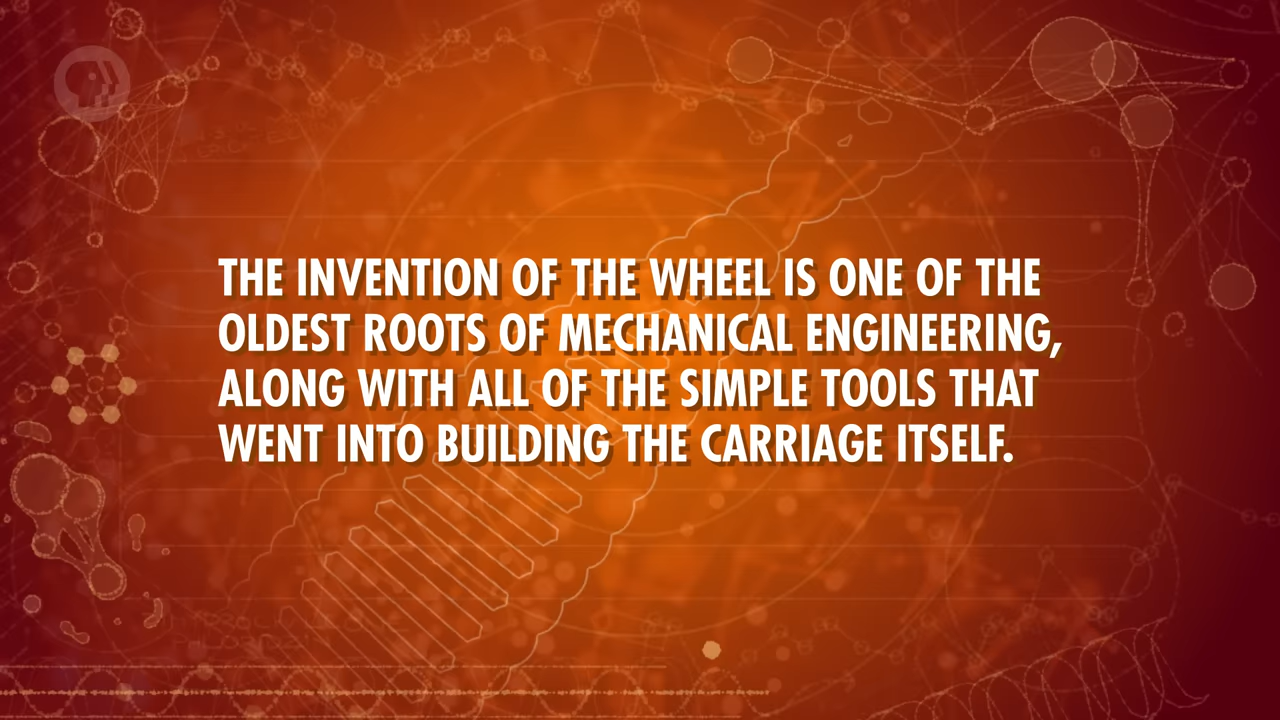 THE INVENTION OF THE WHEEL IS ONE OF THE
OLDEST ROOTS OF MECHANICAL ENGINEERING,
ALONG WITH ALL OF THE SIMPLE TOOLS THAT
WENT INTO BUILDING THE CARRIAGE ITSELF.